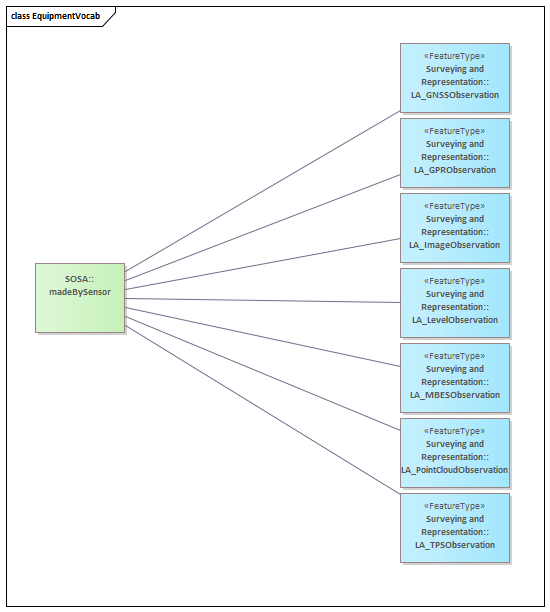 class EquipmentVocab
«FeatureType»
Surveying and
Representation::
LA_GNSSObservation
«FeatureType»
Surveying and
Representation::
LA_GPRObservation
«FeatureType»
Surveying and
Representation::
LA_ImageObservation
SOSA::
madeBySensor
«FeatureType»
Surveying and
Representation::
LA_LevelObservation
«FeatureType»
Surveying and
Representation::
LA_MBESObservation
«FeatureType»
Surveying and
Representation::
LA_PointCloudObservation
«FeatureType»
Surveying and
Representation::
LA_TPSObservation